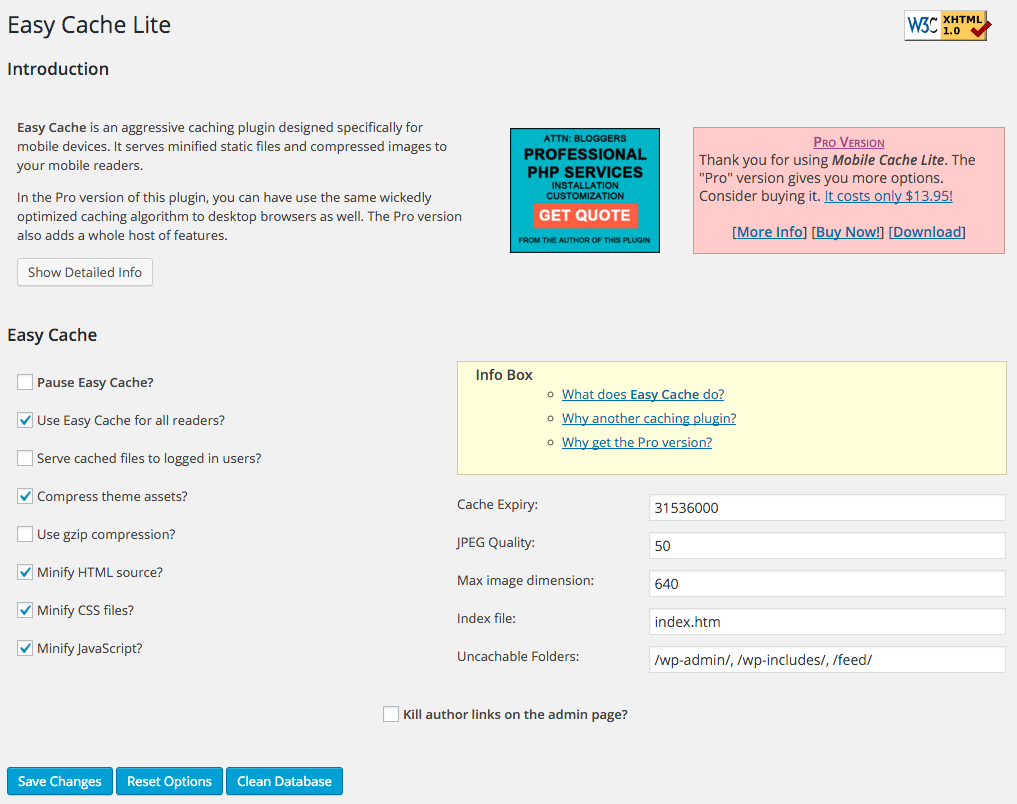 Easy Cache Lite
W3C XHTML 1.0
Introduction
Easy Cache is an aggressive caching plugin designed specifically for
mobile devices. It serves minified static files and compressed images to
your mobile readers.
In the Pro version of this plugin, you can have use the same wickedly
optimized caching algorithm to desktop browsers as well. The Pro version
also adds a whole host of features.
Show Detailed Info
ATTN: BLOGGERS
PROFESSIONAL
PHP SERVICES
INSTALLATION
CUSTOMIZATION
GET QUOTE
FROM THE AUTHOR OF THIS PLUGIN
Pro Version
Thank you for using Mobile Cache Lite. The
"Pro" version gives you more options.
Consider buying it. It costs only $13.95!
[More Info] [Buy Now!] [Download]
Easy Cache
Pause Easy Cache?
Use Easy Cache for all readers?
Serve cached files to logged in users?
Compress theme assets?
Use gzip compression?
Minify HTML source?
Minify CSS files?
Minify JavaScript?
Info Box
What does Easy Cache do?
Why another caching plugin?
Why get the Pro version?
Cache Expiry: 31536000
JPEG Quality: 50
Max image dimension: 640
Index file: index.htm
Uncachable Folders: /wp-admin/, /wp-includes/, /feed/
Kill author links on the admin page?
Save Changes Reset Options Clean Database